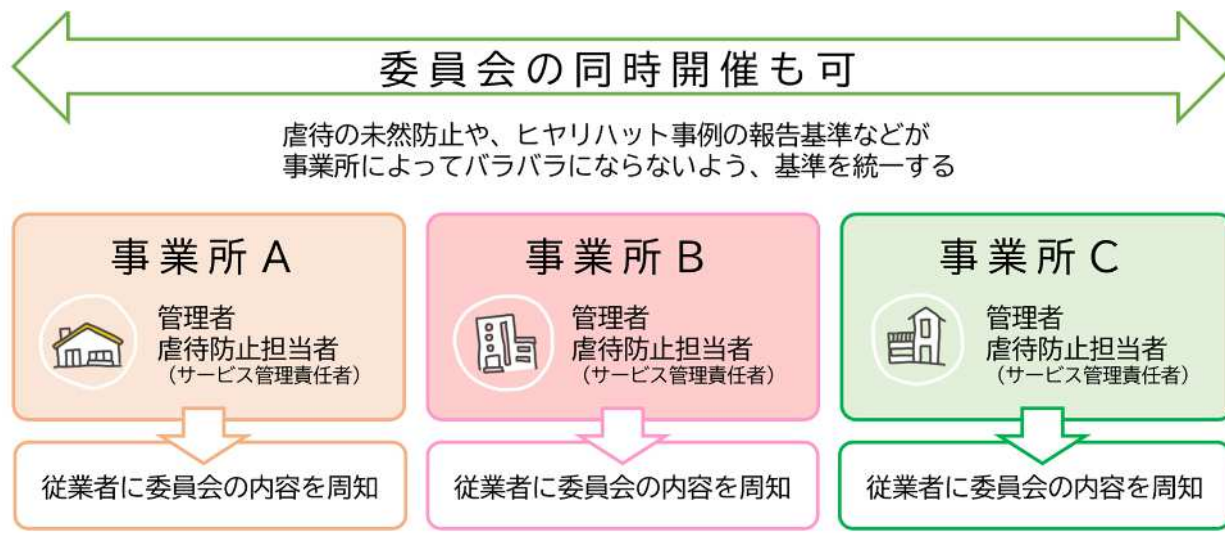 委員会の同時開催も可
虐待の未然防止や、ヒヤリハット事例の報告基準などが
事業所によってバラバラにならないよう、基準を統一する
事業所A
管理者
虐待防止担当者
（サービス管理責任者）
従業者に委員会の内容を周知
事業所B
管理者
虐待防止担当者
（サービス管理責任者）
従業者に委員会の内容を周知
事業所C
管理者
虐待防止担当者
（サービス管理責任者）
従業者に委員会の内容を周知